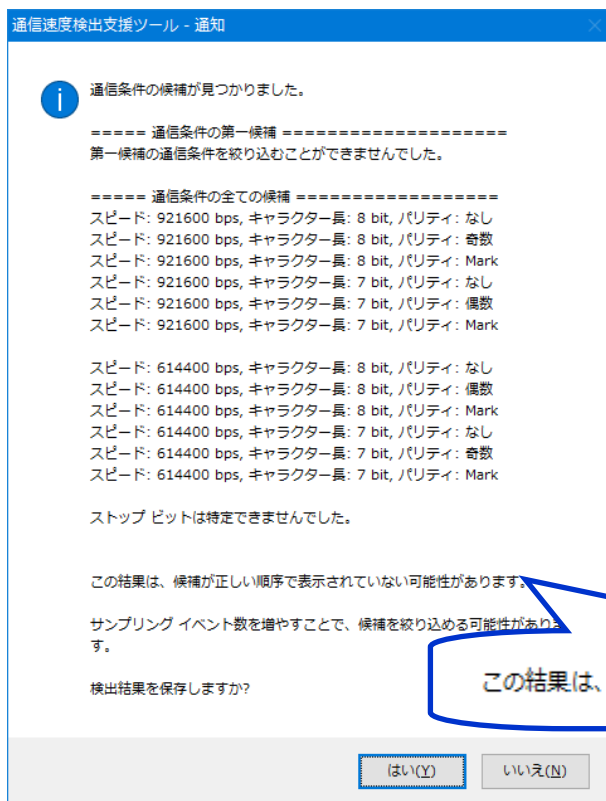 通信速度検出支援ツール - 通知
通信条件の候補が見つかりました。
===== 通信条件の第一候補 ====================
第一候補の通信条件を絞り込むことができませんでした。
===== 通信条件の全ての候補 ==================
スピード: 921600 bps, キャラクター長: 8 bit, パリティ: なし
スピード: 921600 bps, キャラクター長: 8 bit, パリティ: 奇数
スピード: 921600 bps, キャラクター長: 8 bit, パリティ: Mark
スピード: 921600 bps, キャラクター長: 7 bit, パリティ: なし
スピード: 921600 bps, キャラクター長: 7 bit, パリティ: 偶数
スピード: 921600 bps, キャラクター長: 7 bit, パリティ: Mark
スピード: 614400 bps, キャラクター長: 8 bit, パリティ: なし
スピード: 614400 bps, キャラクター長: 8 bit, パリティ: 偶数
スピード: 614400 bps, キャラクター長: 8 bit, パリティ: Mark
スピード: 614400 bps, キャラクター長: 7 bit, パリティ: なし
スピード: 614400 bps, キャラクター長: 7 bit, パリティ: 奇数
スピード: 614400 bps, キャラクター長: 7 bit, パリティ: Mark
ストップ ビットは特定できませんでした。
この結果は、候補が正しい順序で表示されていない可能性があります。
サンプリング イベント数を増やすことで、候補を絞り込める可能性がありま
す。
検出結果を保存しますか?
この結果は、
はい(Y)
いいえ(N)